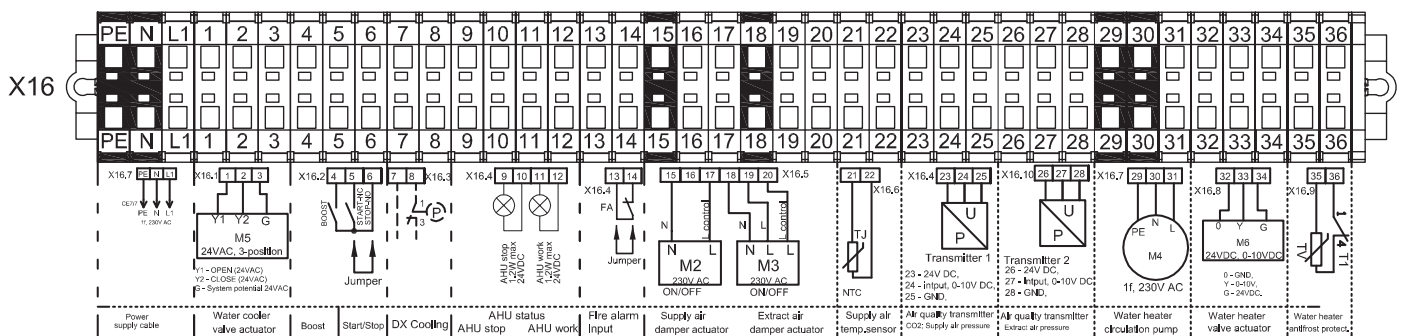 PE N L1 1 2 3 4 5 6 7 8 9 10 11 12 13 14 15 16 17 18 19 20 21 22 23 24 25 26 27 28 29 30 31 32 33 34 35 36
X16
PE N L1 1 2 3 4 5 6 7 8 9 10 11 12 13 14 15 16 17 18 19 20 21 22 23 24 25 26 27 28 29 30 31 32 33 34 35 36
X16.7 PE N L1
CE7/7
PE N L1
1f, 230V AC
Power
supply cable
X16.1 1 2 3
Y1 Y2 G
M5
24VAC, 3-position
Y1 - OPEN (24VAC)
Y2 - CLOSE (24VAC)
G - System potential 24VAC
Water cooler
valve actuator
X16.2 4 5 6
BOOST
START-NC
STOP-NO
Jumper
Boost
Start/Stop
7 8 X16.3
1
3
P
DX Cooling
X16.4 9 10 11 12
AHU stop
1,2W max
24VDC
AHU work
1,2W max
24VDC
AHU status
AHU stop AHU work
13 14
X16.4
FA
Jumper
Fire alarm
Input
15 16 17 18 19 20 X16.5
N L control
N L L
M2
230V AC
ON/OFF
Supply air
damper actuator
N L L control
N L L
M3
230V AC
ON/OFF
Extract air
damper actuator
21 22
X16.6
TJ
NTC
Supply air
temp.sensor
X16.4
23 24 25
U
P
Transmitter 1
23 - 24V DC,
24 - intput, 0-10V DC,
25 - GND,
Air quality transmitter
CO2; Supply air pressure
X16.10
26 27 28
U
P
Transmitter 2
26 - 24V DC,
27 - intput, 0-10V DC
28 - GND,
Air quality transmitter
Extract air pressure
X16.7
29 30 31
PE N L
M4
1f, 230V AC
Water heater
circulation pump
32 33 34
X16.8
0 Y G
M6
24VDC, 0-10VDC
0 - GND,
Y - 0-10V,
G - 24VDC.
Water heater
valve actuator
35 36
X16.9
1
4
TV
T1
Water heater
antifrost protect.